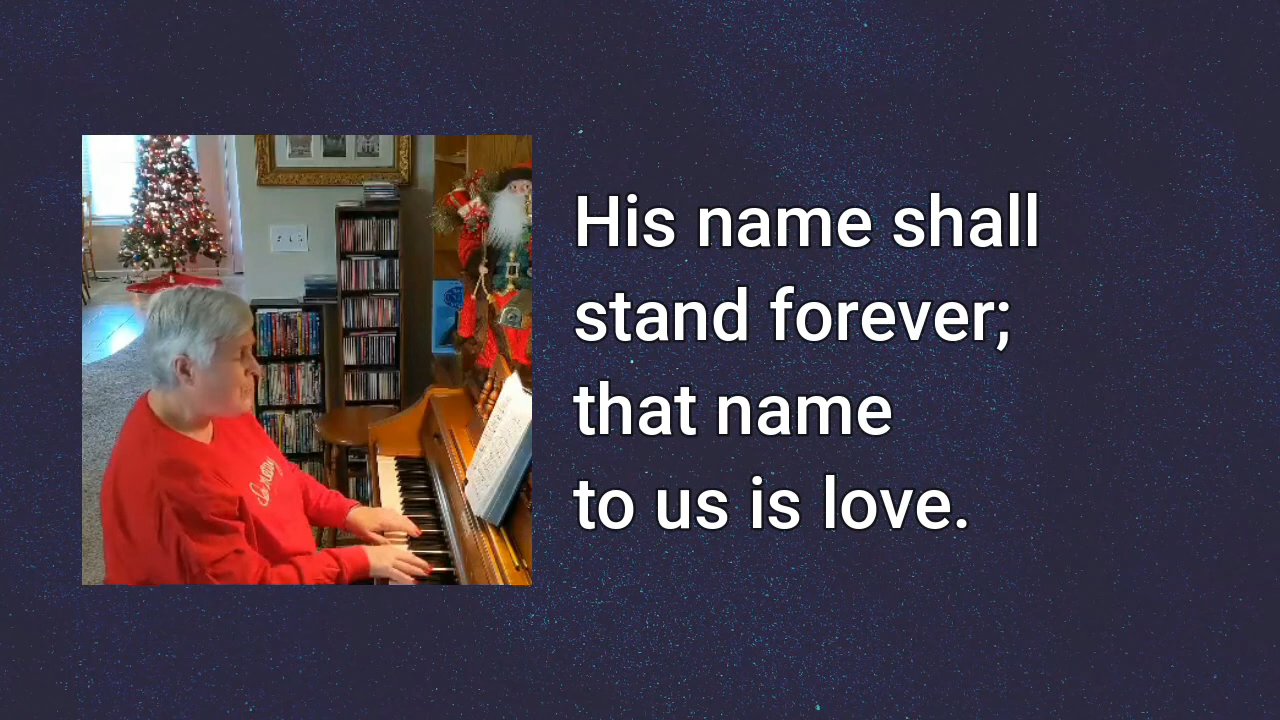 His name shall
stand forever;
that name
to us is love.